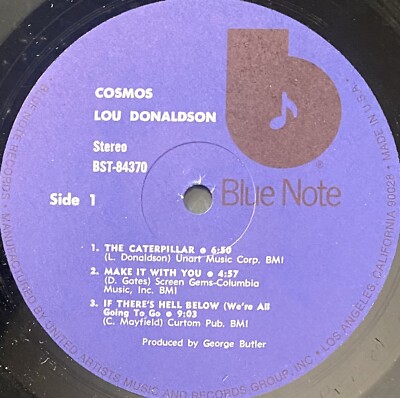 COSMOS
LOU DONALDSON
Stereo
BST-84370
Side 1
Blue Note
1. THE CATERPILLAR ● 6:50
(L. Donaldson) Unart Music Corp. BMI
2. MAKE IT WITH YOU ● 4:57
(D. Gates) Screen Gems-Columbia
Music, Inc. BMI
3. IF THERE'S HELL BELOW (We're All
Going To Go ● 9:03
(C. Mayfield) Curtom Pub. BMI
Produced by George Butler
BLUE NOTE RECORDS, MANUFACTURED BY UNITED ARTISTS MUSIC AND RECORDS GROUP, INC • LOS ANGELES, CALIFORNIA 90028 • MADE IN U.S.A.